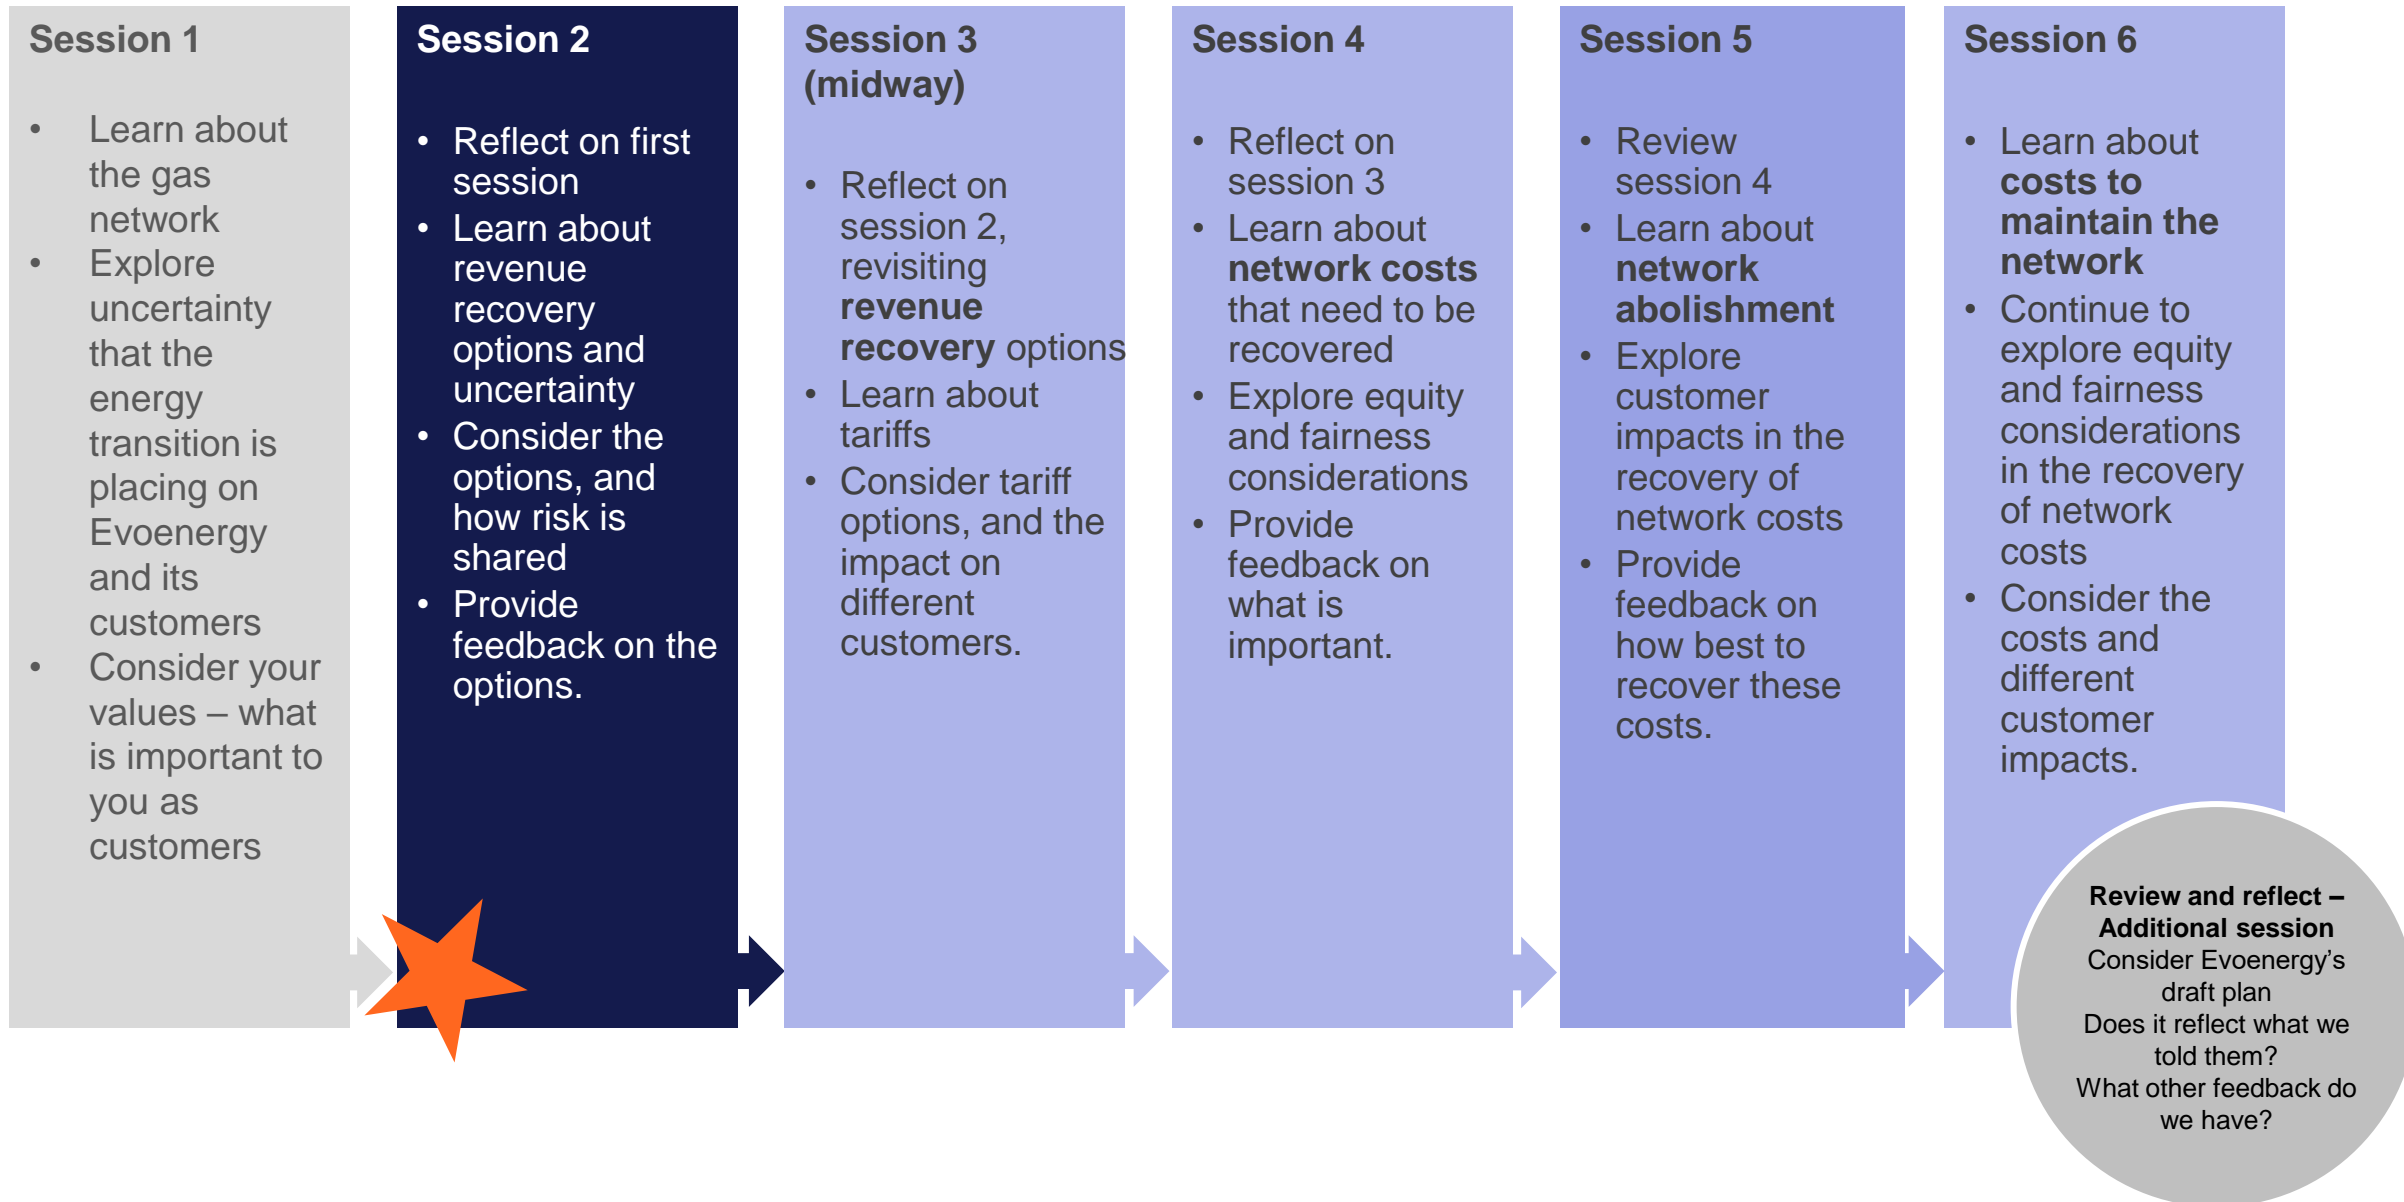 Session 1
• Learn about
the gas
network
• Explore
uncertainty
that the
energy
transition is
placing on
Evoenergy
and its
customers
• Consider your
values – what
is important to
you as
customers
Session 2
• Reflect on first
session
• Learn about
revenue
recovery
options and
uncertainty
• Consider the
options, and
how risk is
shared
• Provide
feedback on the
options.
Session 3
(midway)
• Reflect on
session 2,
revisiting
revenue
recovery options
• Learn about
tariffs
• Consider tariff
options, and the
impact on
different
customers.
Session 4
• Reflect on
session 3
• Learn about
network costs
that need to be
recovered
• Explore equity
and fairness
considerations
• Provide
feedback on
what is
important.
Session 5
• Review
session 4
• Learn about
network
abolishment
• Explore
customer
impacts in the
recovery of
network costs
• Provide
feedback on
how best to
recover these
costs.
Session 6
• Learn about
costs to
maintain the
network
• Continue to
explore equity
and fairness
considerations
in the recovery
of network
costs
• Consider the
costs and
different
customer
impacts.
Review and reflect –
Additional session
Consider Evoenergy’s
draft plan
Does it reflect what we
told them?
What other feedback do
we have?